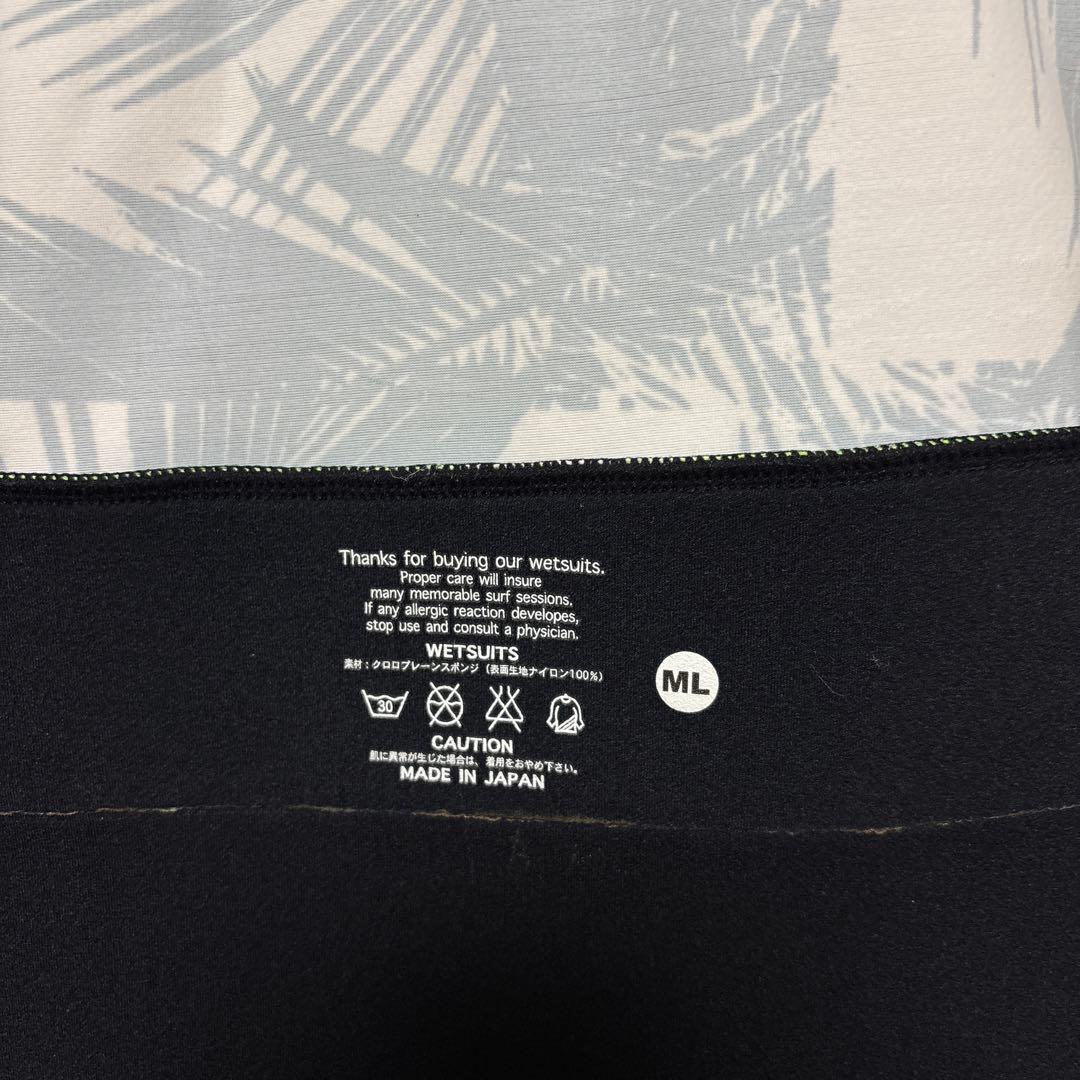 Thanks for buying our wetsuits.
Proper care will insure
many memorable surf sessions.
If any allergic reaction developes,
stop use and consult a physician.
WETSUITS
素材：クロロプレーンスポンジ（表面生地ナイロン100％）
30
CAUTION
肌に異常が生じた場合は、着用をおやめ下さい。
MADE IN JAPAN
ML